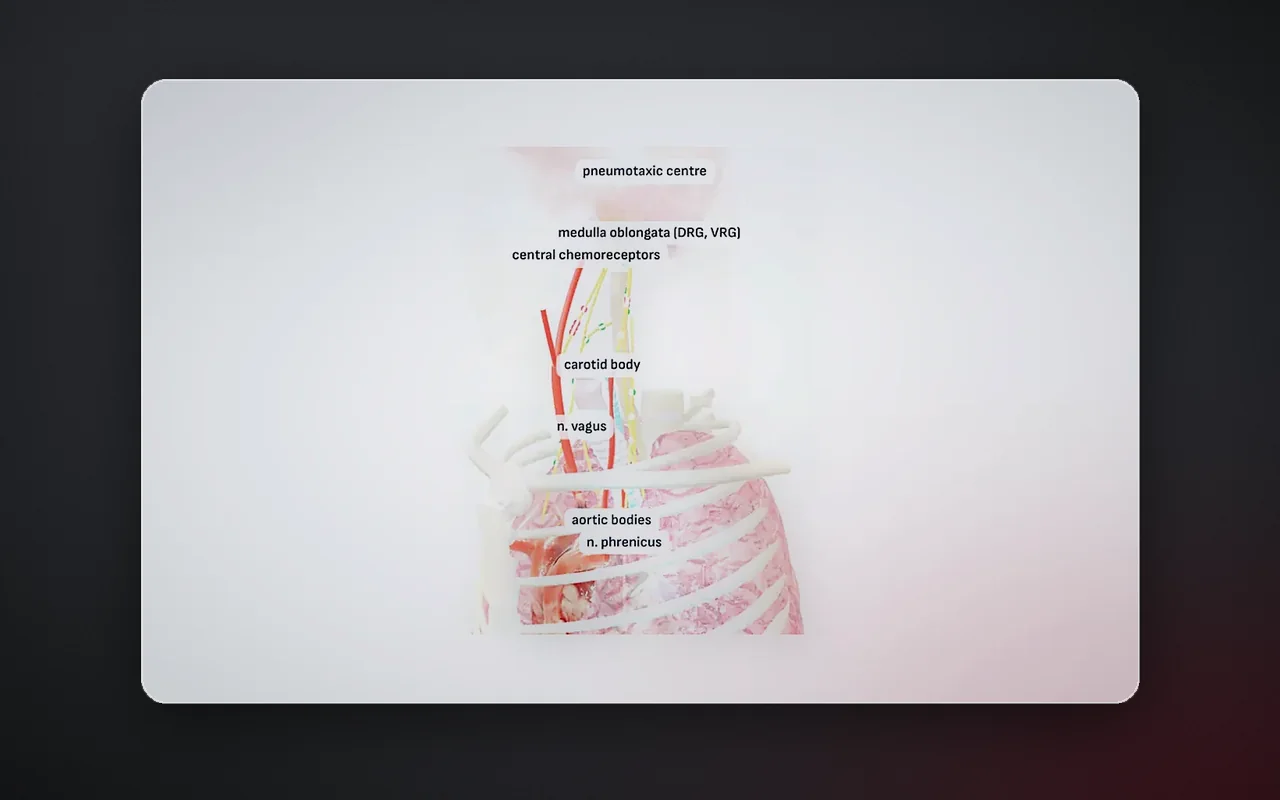 pneumotaxic centre
medulla oblongata (DRG, VRG)
central chemoreceptors
carotid body
n. vagus
aortic bodies
n. phrenicus